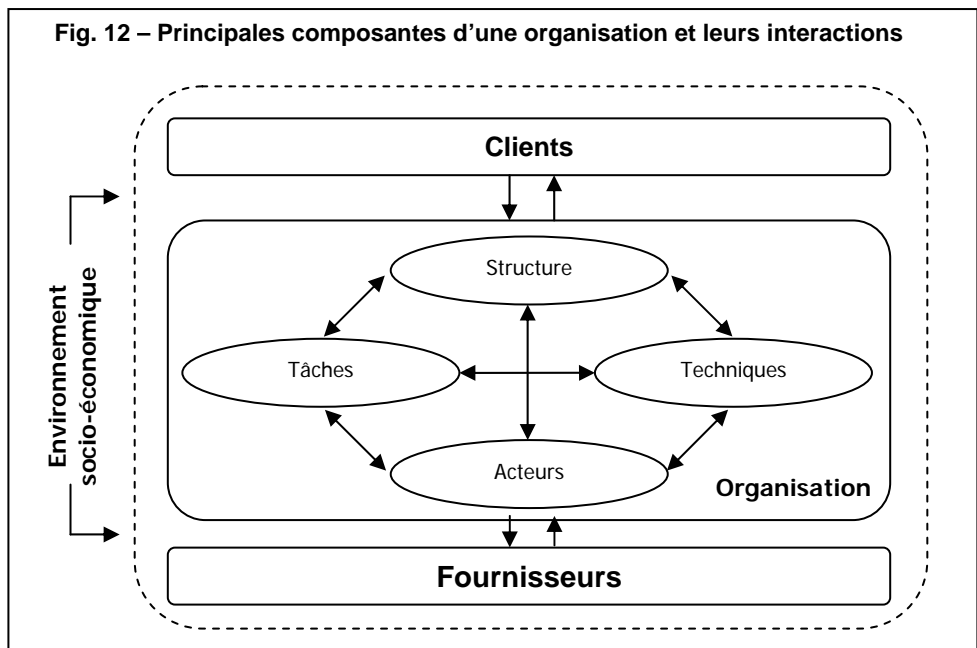 Fig. 12 – Principales composantes d'une organisation et leurs interactions
Clients
Environnement
socio-économique
Structure
Tâches
Techniques
Acteurs
Organisation
Fournisseurs